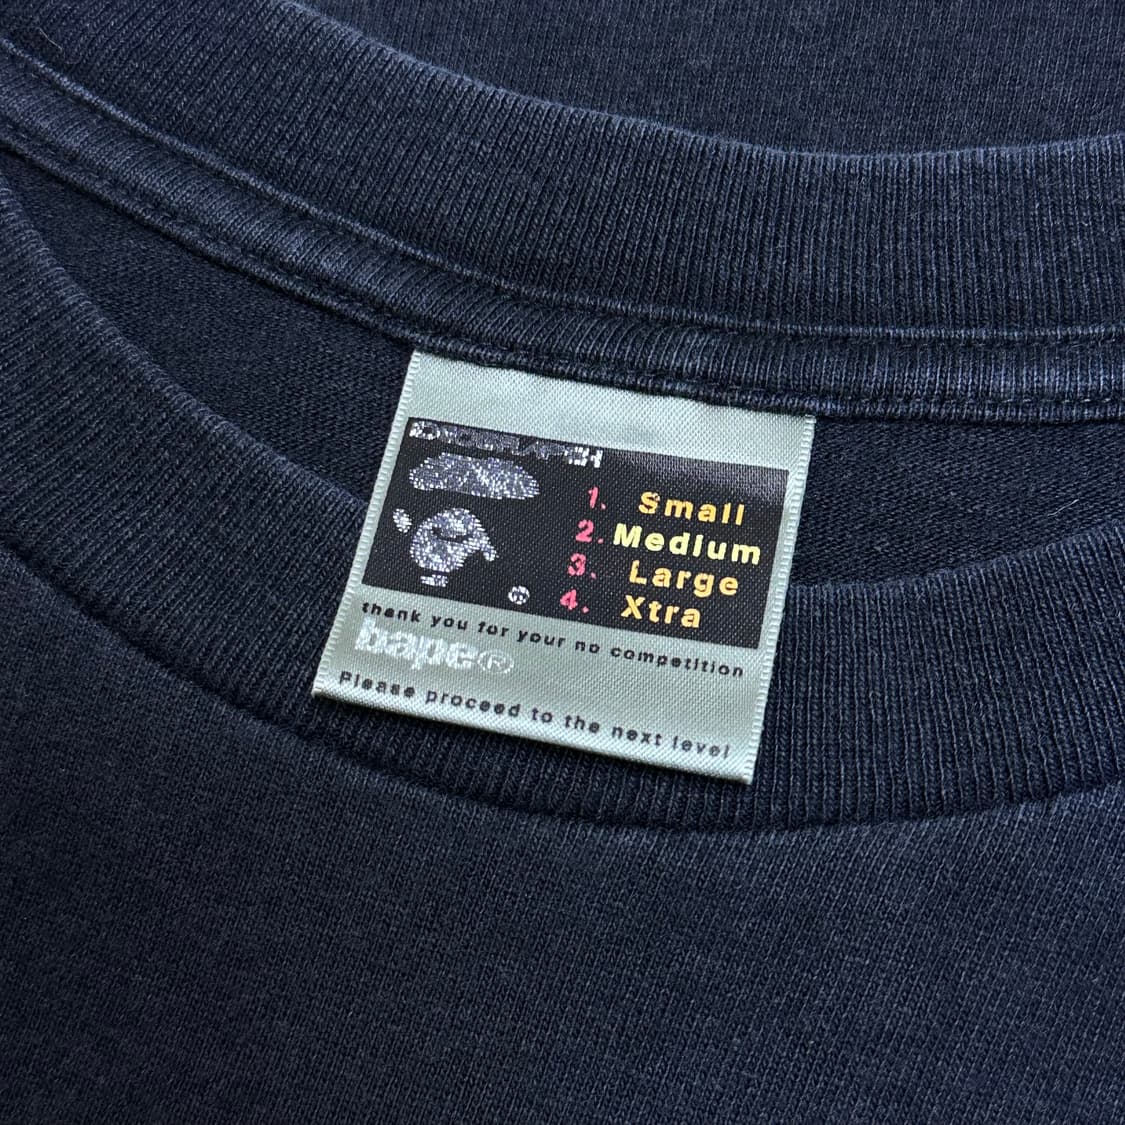 1. Small
2. Medium
3. Large
4. Xtra
thank you for your no competition
bape®
Please proceed to the next level